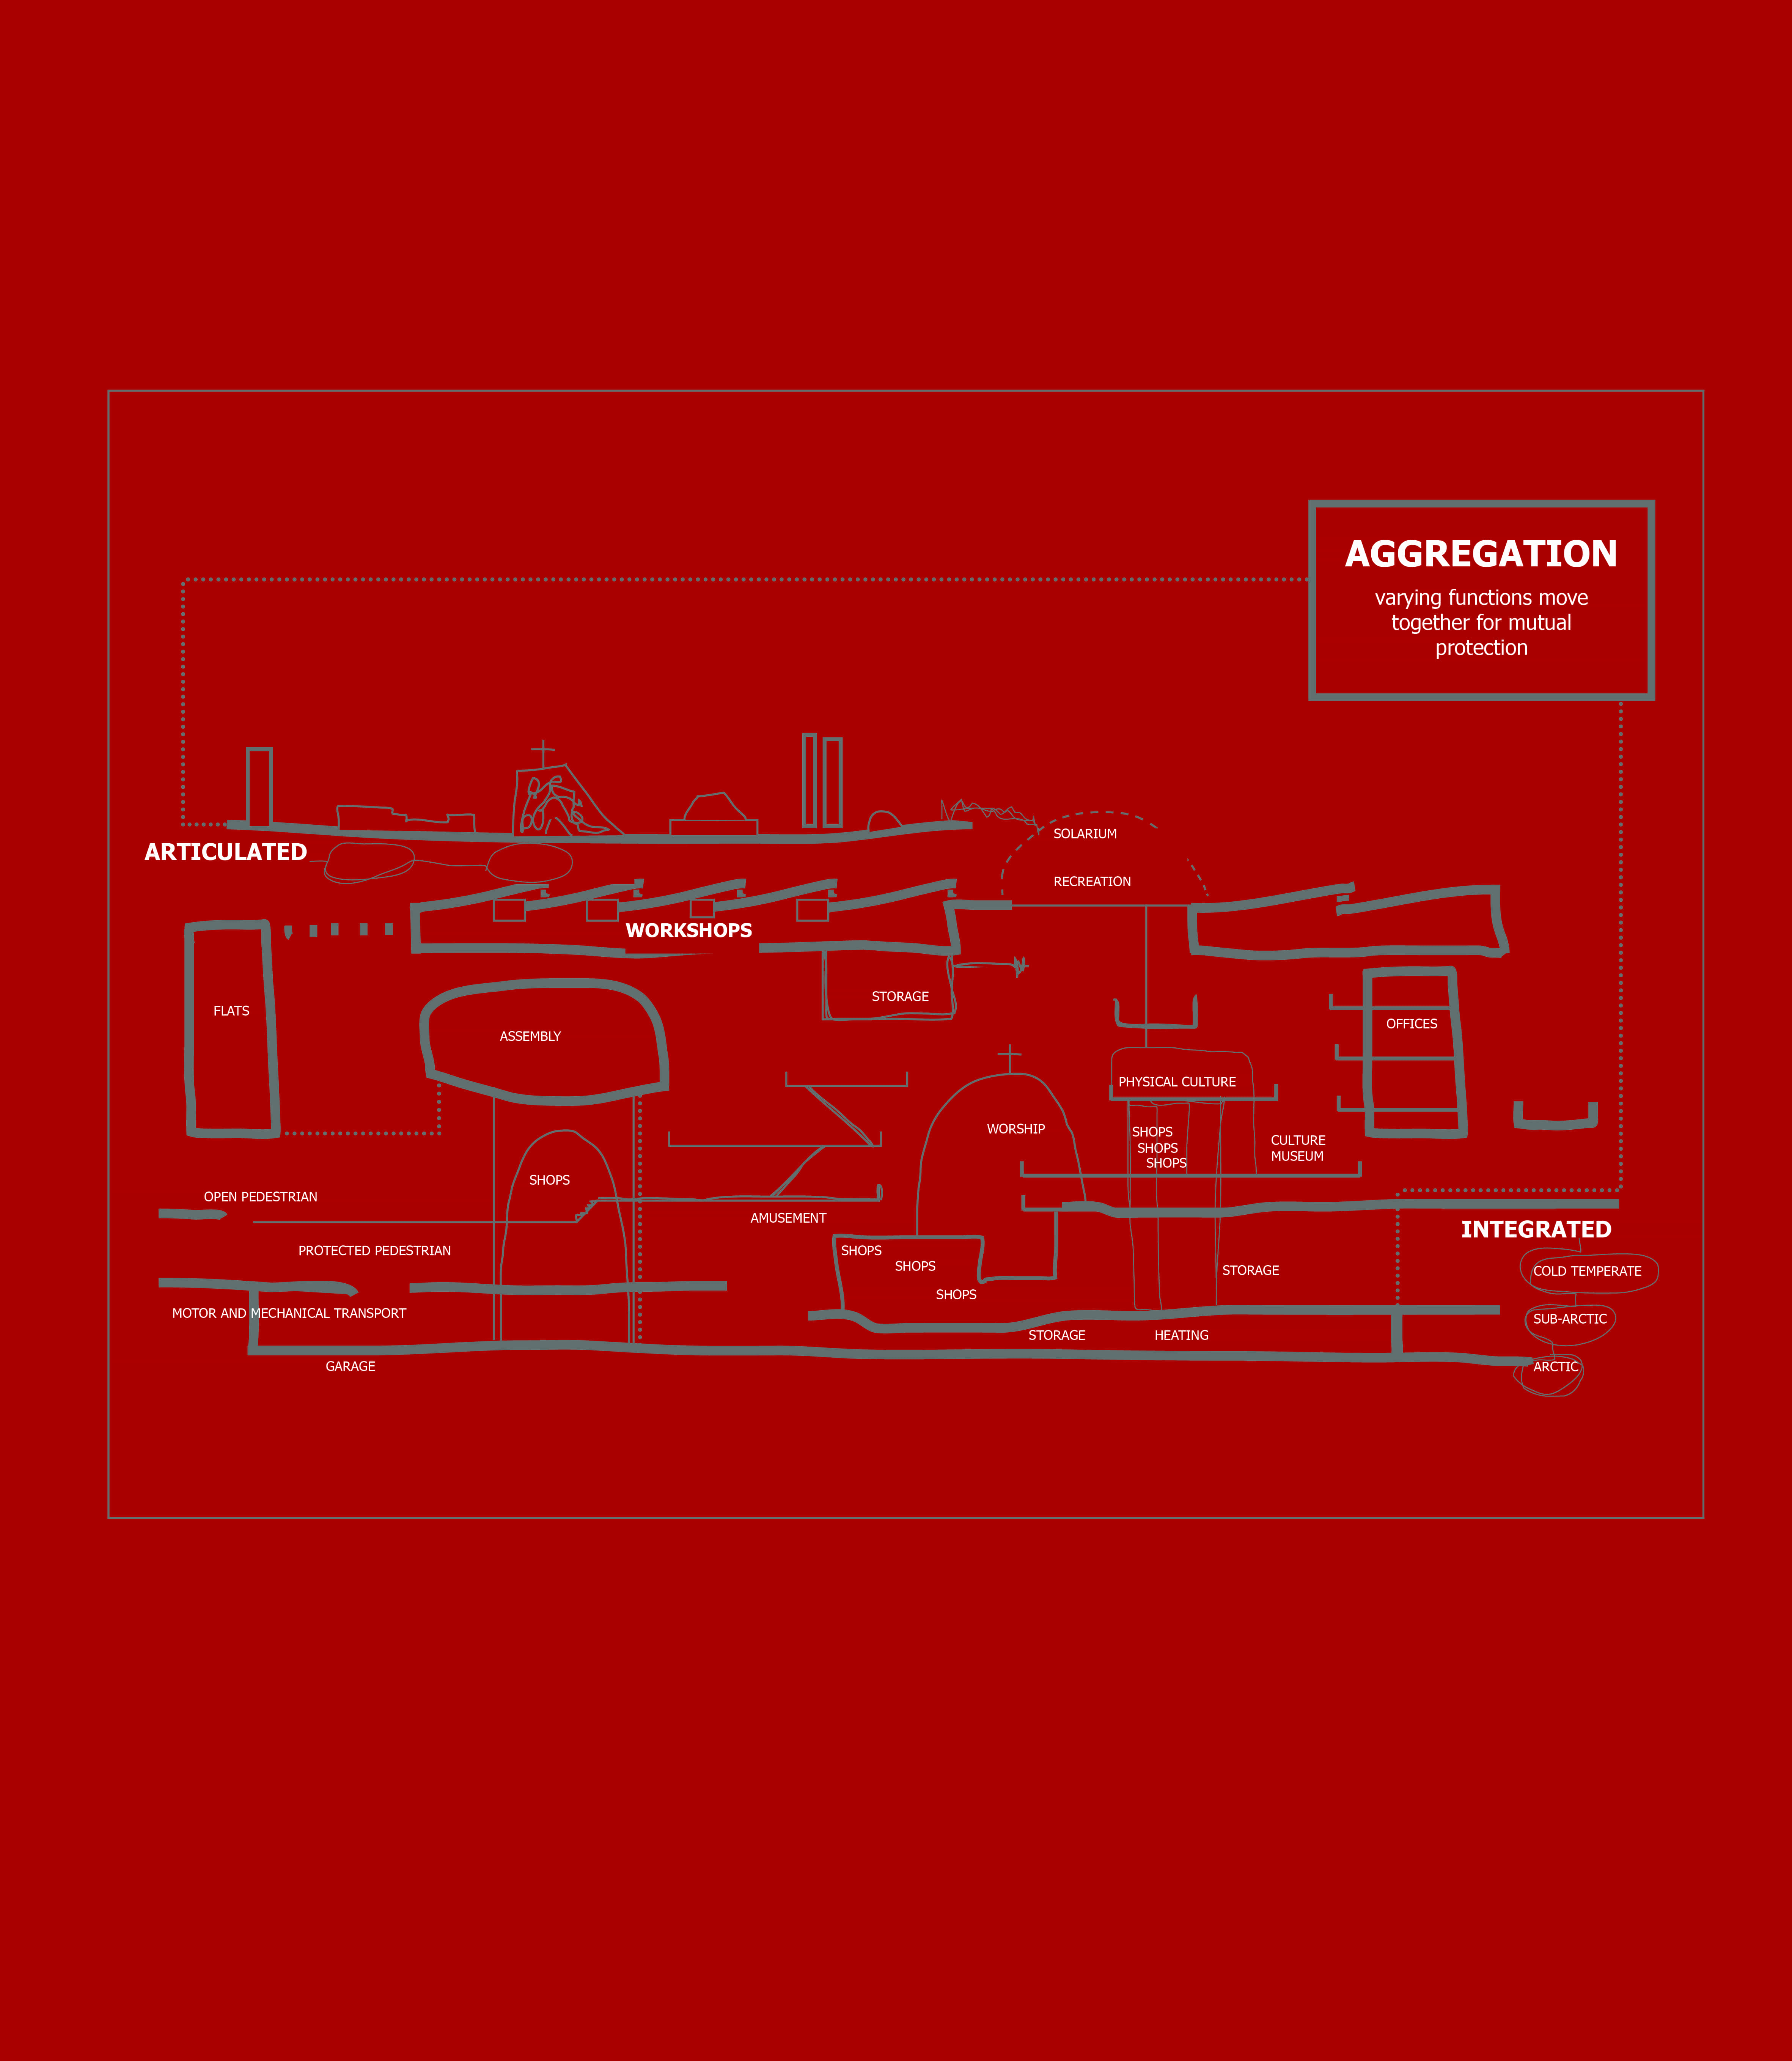 AGGREGATION
varying functions move
together for mutual
protection
SOLARIUM
ARTICULATED
RECREATION
WORKSHOPS
STORAGE
FLATS
OFFICES
ASSEMBLY
PHYSICAL CULTURE
WORSHIP
SHOPS
SHOPS
SHOPS
CULTURE
MUSEUM
SHOPS
OPEN PEDESTRIAN
AMUSEMENT
INTEGRATED
PROTECTED PEDESTRIAN
SHOPS
SHOPS
SHOPS
STORAGE
COLD TEMPERATE
MOTOR AND MECHANICAL TRANSPORT
SUB-ARCTIC
STORAGE
HEATING
GARAGE
ARCTIC